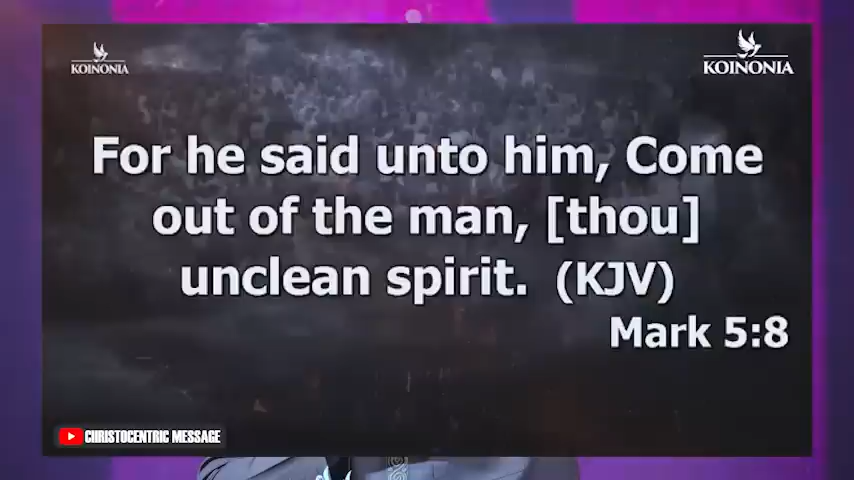 KOINONIA
KOINONIA
For he said unto him, Come
out of the man, [thou]
unclean spirit. (KJV)
Mark 5:8
CHRISTOCENTRIC MESSAGE